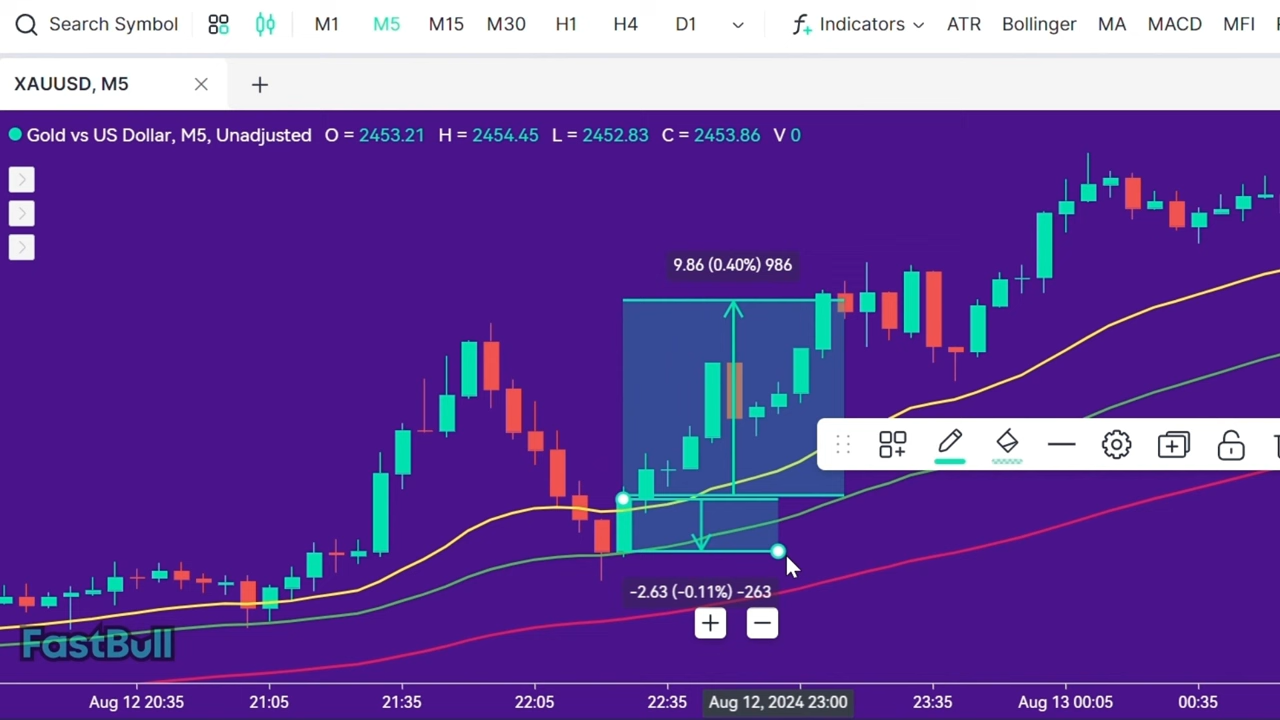 Search Symbol M1 M5 M15 M30 H1 H4 D1 Indicators ATR Bollinger MA MACD MFI
XAUUSD, M5
Gold vs US Dollar, M5, Unadjusted O = 2453.21 H = 2454.45 L = 2452.83 C = 2453.86 V 0
9.86 (0.40%) 986
-2.63 (-0.11%) -263
FastBull
Aug 12 20:35 21:05 21:35 22:05 22:35 Aug 12, 2024 23:00 23:35 Aug 13 00:05 00:35